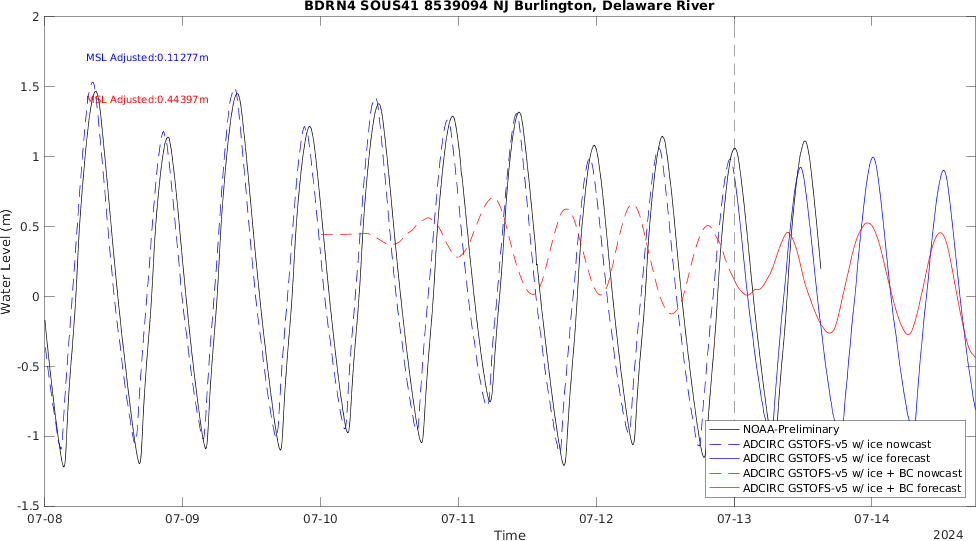 BDRN4 SOUS41 8539094 NJ Burlington, Delaware River
2
MSL Adjusted:0.11277m
1.5
MSL Adjusted:0.44397m
1
0.5
0
-0.5
-1
-1.5
Water Level (m)
NOAA-Preliminary
ADCIRC GSTOFS-v5 w/ ice nowcast
ADCIRC GSTOFS-v5 w/ ice forecast
ADCIRC GSTOFS-v5 w/ ice + BC nowcast
ADCIRC GSTOFS-v5 w/ ice + BC forecast
07-08 07-09 07-10 07-11 07-12 07-13 07-14
Time
2024